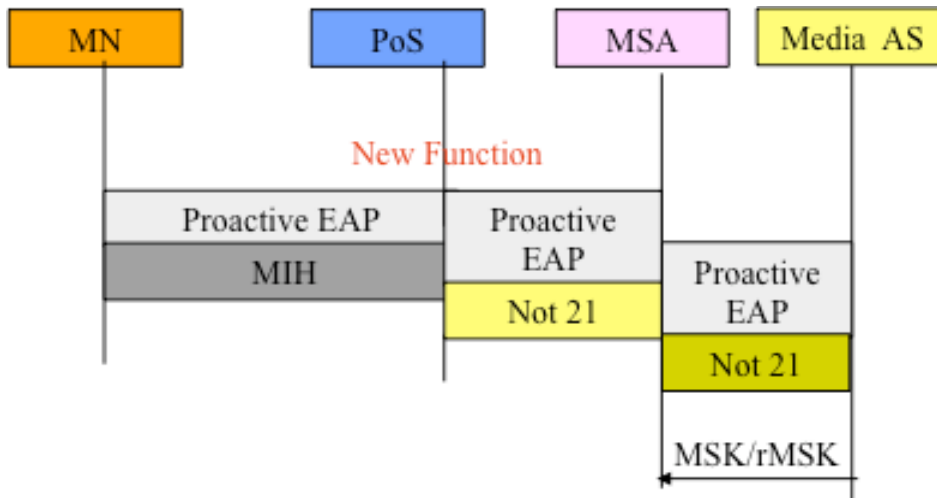 MN
PoS
MSA
Media AS
New Function
Proactive EAP
MIH
Proactive
EAP
Not 21
Proactive
EAP
Not 21
MSK/rMSK